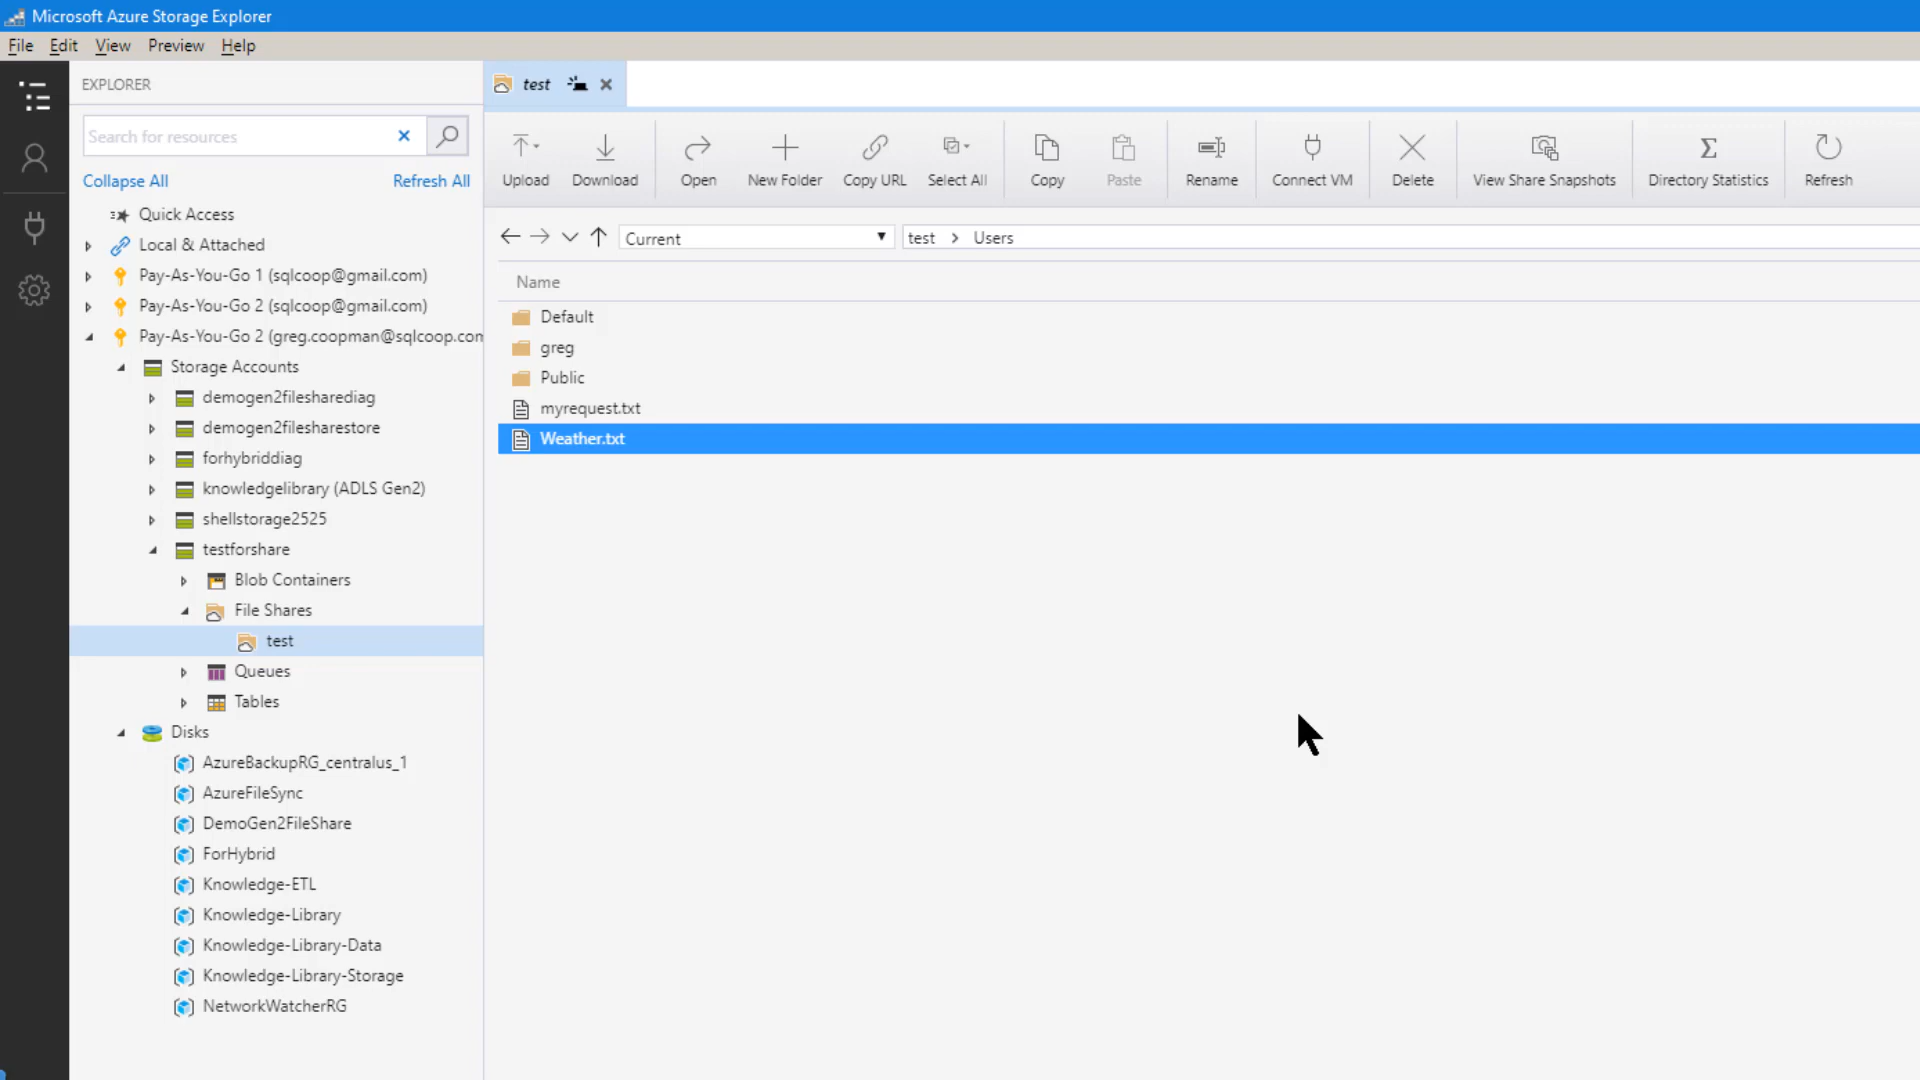 Microsoft Azure Storage Explorer
File Edit View Preview Help
EXPLORER
Search for resources
Collapse All Refresh All
Quick Access
Local & Attached
Pay-As-You-Go 1 (sqlcoop@gmail.com)
Pay-As-You-Go 2 (sqlcoop@gmail.com)
Pay-As-You-Go 2 (greg.coopman@sqlcoop.com
Storage Accounts
demogen2filesharediag
demogen2filesharestore
forhybriddiag
knowledgelibrary (ADLS Gen2)
shellstorage2525
testforshare
Blob Containers
File Shares
test
Queues
Tables
Disks
AzureBackupRG_centralus_1
AzureFileSync
DemoGen2FileShare
ForHybrid
Knowledge-ETL
Knowledge-Library
Knowledge-Library-Data
Knowledge-Library-Storage
NetworkWatcherRG
test
Upload Download Open New Folder Copy URL Select All Copy Paste Rename Connect VM Delete View Share Snapshots Directory Statistics Refresh
Current test > Users
Name
Default
greg
Public
myrequest.txt
Weather.txt